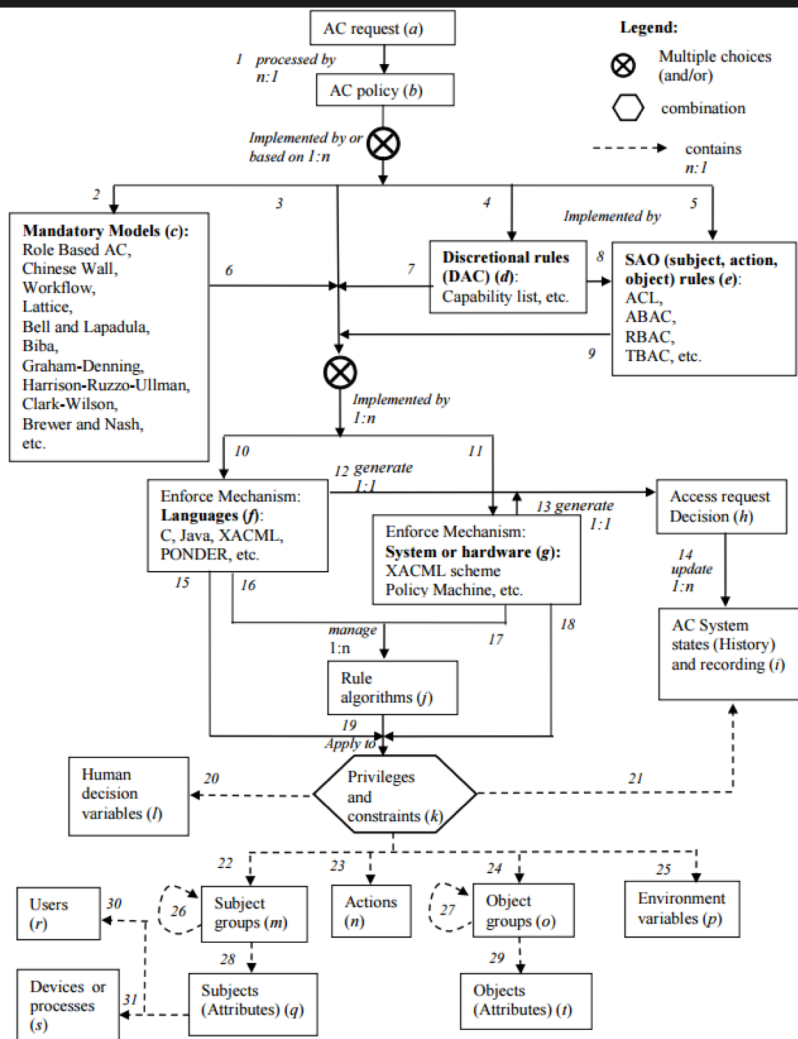 AC request (a)
1 processed by
n:1
AC policy (b)
Legend:
Multiple choices
(and/or)
combination
contains
n:1
Implemented by or
based on 1:n
2
3
4
5
Implemented by
Mandatory Models (c):
Role Based AC,
Chinese Wall,
Workflow,
Lattice,
Bell and Lapadula,
Biba,
Graham-Denning,
Harrison-Ruzzo-Ullman,
Clark-Wilson,
Brewer and Nash,
etc.
6
7
Discretional rules
(DAC) (d):
Capability list, etc.
8
SAO (subject, action,
object) rules (e):
ACL,
ABAC,
RBAC,
TBAC, etc.
9
Implemented by
1:n
10
11
12 generate
1:1
13 generate
1:1
Enforce Mechanism:
Languages (f):
C, Java, XACML,
PONDER, etc.
Enforce Mechanism:
System or hardware (g):
XACML scheme
Policy Machine, etc.
Access request
Decision (h)
14
update
1:n
AC System
states (History)
and recording (i)
15
16
17
18
manage
1:n
Rule
algorithms (j)
19
Apply to
Privileges
and
constraints (k)
20
21
Human
decision
variables (l)
22
23
24
25
Subject
groups (m)
26
Actions
(n)
Object
groups (o)
27
Environment
variables (p)
Users
(r)
30
28
29
Devices or
processes
(s)
31
Subjects
(Attributes) (q)
Objects
(Attributes) (t)